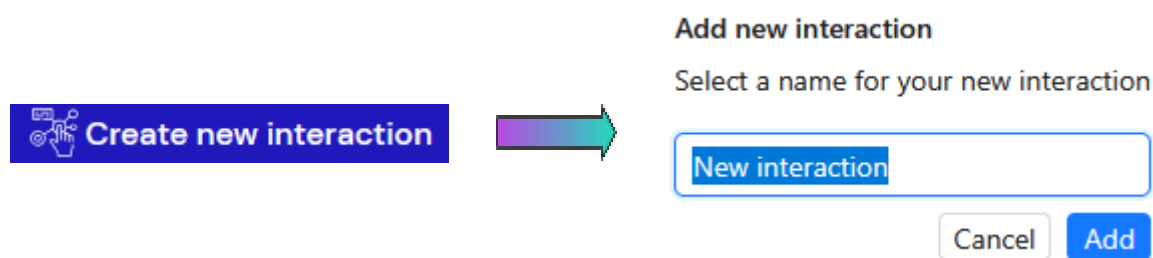 Create new interaction
Add new interaction
Select a name for your new interaction
New interaction
Cancel
Add